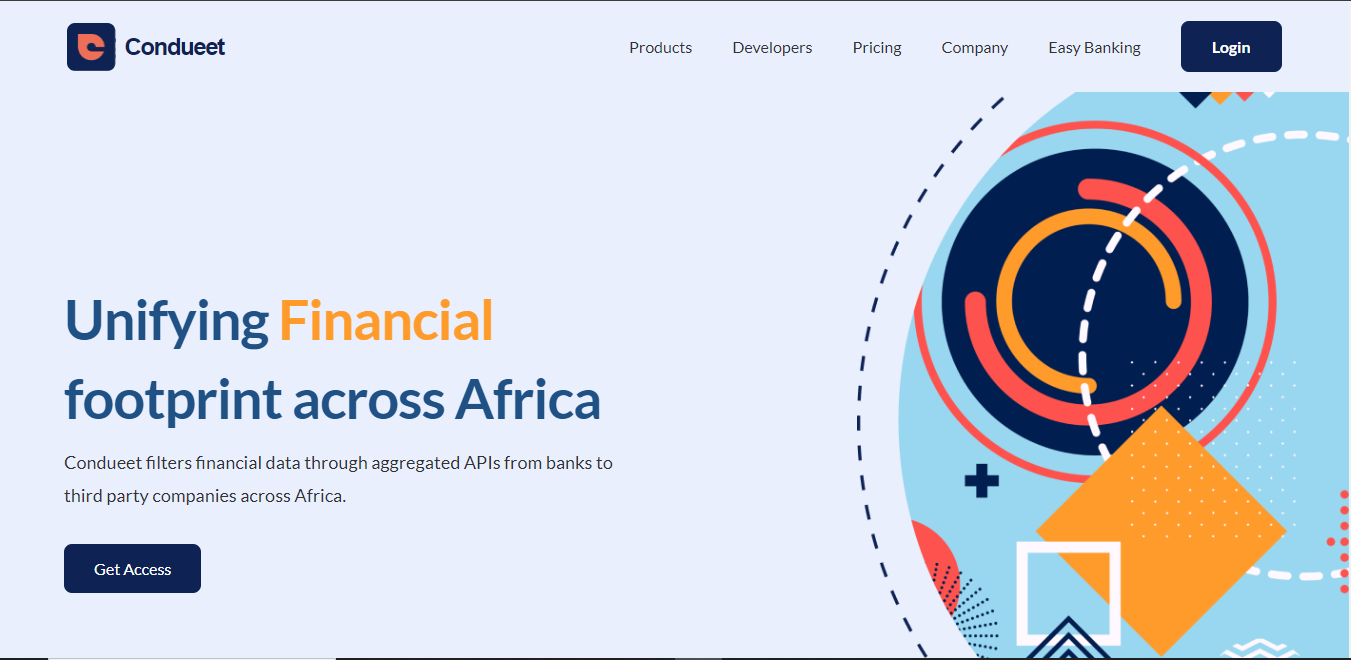 Condueet
Products
Developers
Pricing
Company
Easy Banking
Login
Unifying Financial
footprint across Africa
Condueet filters financial data through aggregated APIs from banks to
third party companies across Africa.
Get Access